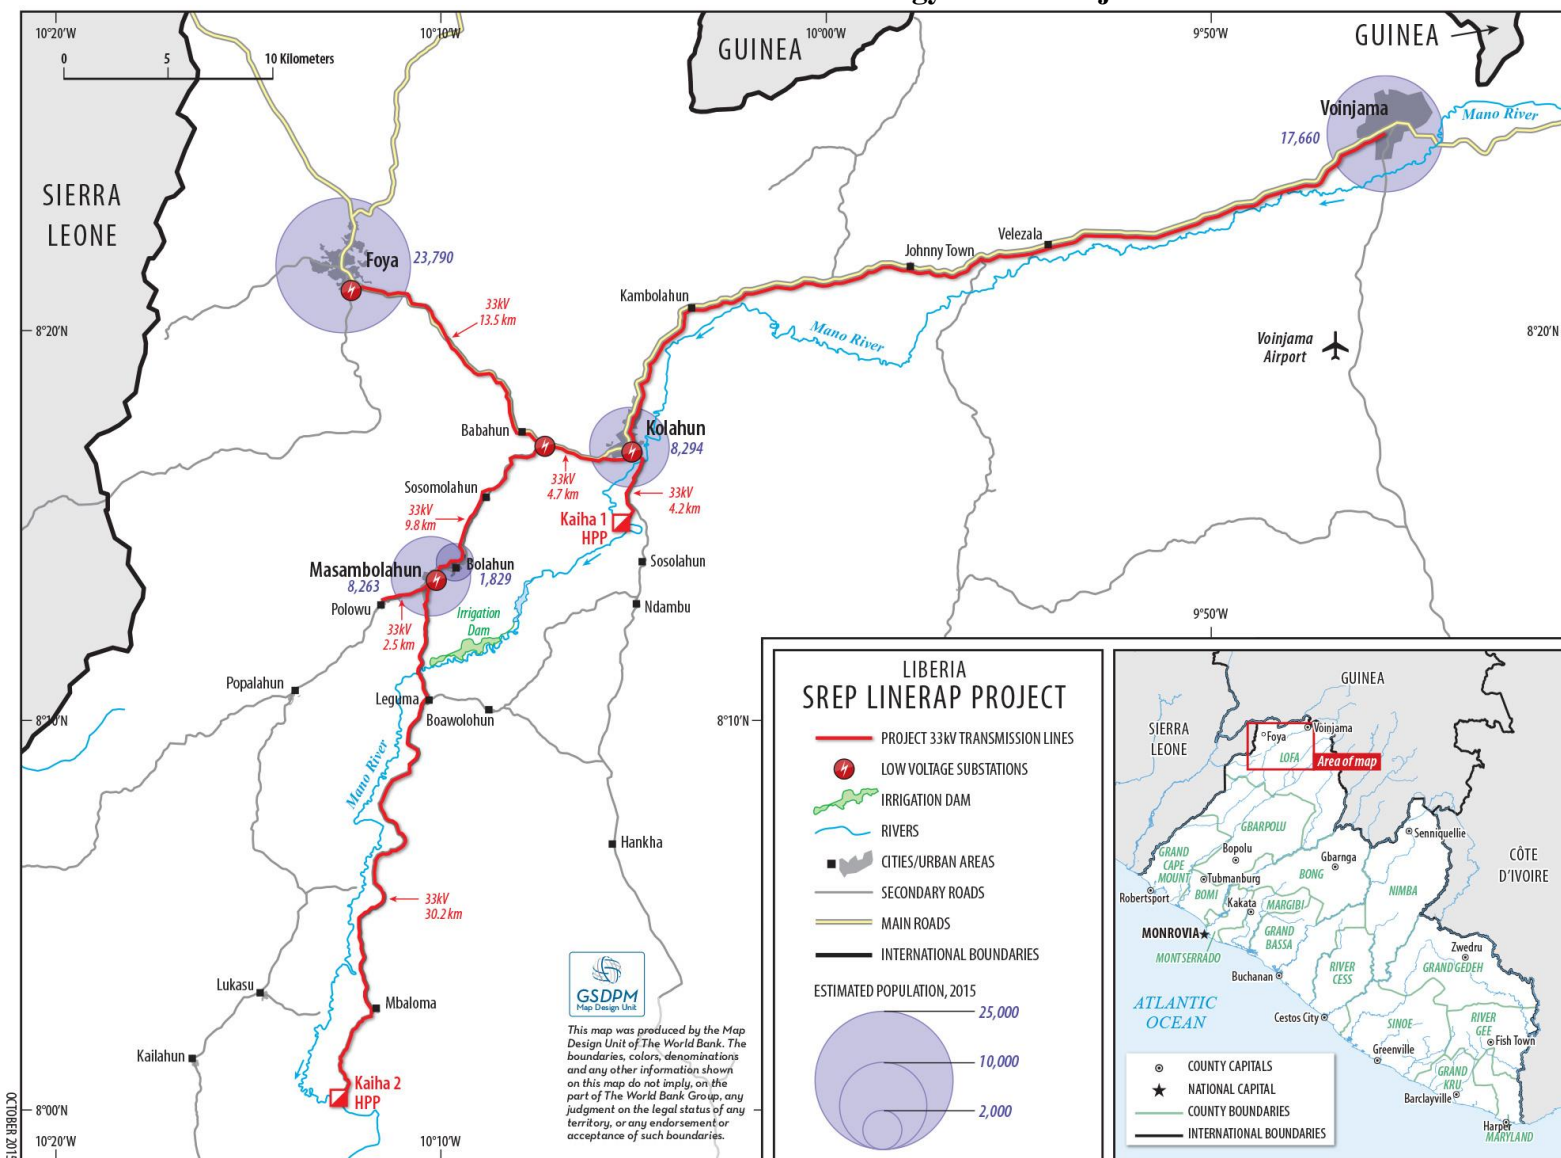 10°20'W
10°10'W
10°00'W
9°50'W
0
5
10 Kilometers
GUINEA
GUINEA
SIERRA
LEONE
Voinjama
17,660
Mano River
Foya
23,790
Velezala
Johnny Town
Kambolahun
33kV
13.5 km
Mano River
8°20'N
8°20'N
Voinjama
Airport
Babahun
Kolahun
8,294
33kV
4.7 km
33kV
4.2 km
Sosomolahun
33kV
9.8 km
Kaiha 1
HPP
Masambolahun
8,263
Bolahun
1,829
Sosolahun
Polowu
33kV
2.5 km
Irrigation
Dam
Ndambu
9°50'W
Popalahun
Leguma
Boawolohun
8°10'N
8°10'N
Mano River
Hankha
33kV
30.2 km
Lukasu
Mbaloma
Kailahun
Kaiha 2
HPP
8°00'N
10°20'W
10°10'W
GSDPM
Map Design Unit
This map was produced by the Map
Design Unit of The World Bank. The
boundaries, colors, denominations
and any other information shown
on this map do not imply, on the
part of The World Bank Group, any
judgment on the legal status of any
territory, or any endorsement or
acceptance of such boundaries.
LIBERIA
SREP LINERAP PROJECT
PROJECT 33kV TRANSMISSION LINES
LOW VOLTAGE SUBSTATIONS
IRRIGATION DAM
RIVERS
CITIES/URBAN AREAS
SECONDARY ROADS
MAIN ROADS
INTERNATIONAL BOUNDARIES
ESTIMATED POPULATION, 2015
25,000
10,000
2,000
GUINEA
SIERRA
LEONE
Voinjama
Foya
LOFA
Area of map
GBARPOLU
Senniquellie
GRAND
CAPE
MOUNT
Bopolu
Gbarnga
CÔTE
D'IVOIRE
Tubmanburg
BONG
Robertsport
BOMI
Kakata
MARGIBI
NIMBA
MONROVIA
GRAND
BASSA
MONTSERRADO
Zwedru
GRAND GEDEH
Buchanan
RIVER
CESS
ATLANTIC
OCEAN
Cestos City
SINOE
RIVER
GEE
Fish Town
Greenville
GRAND
KRU
Barclayville
Harper
MARYLAND
COUNTY CAPITALS
NATIONAL CAPITAL
COUNTY BOUNDARIES
INTERNATIONAL BOUNDARIES